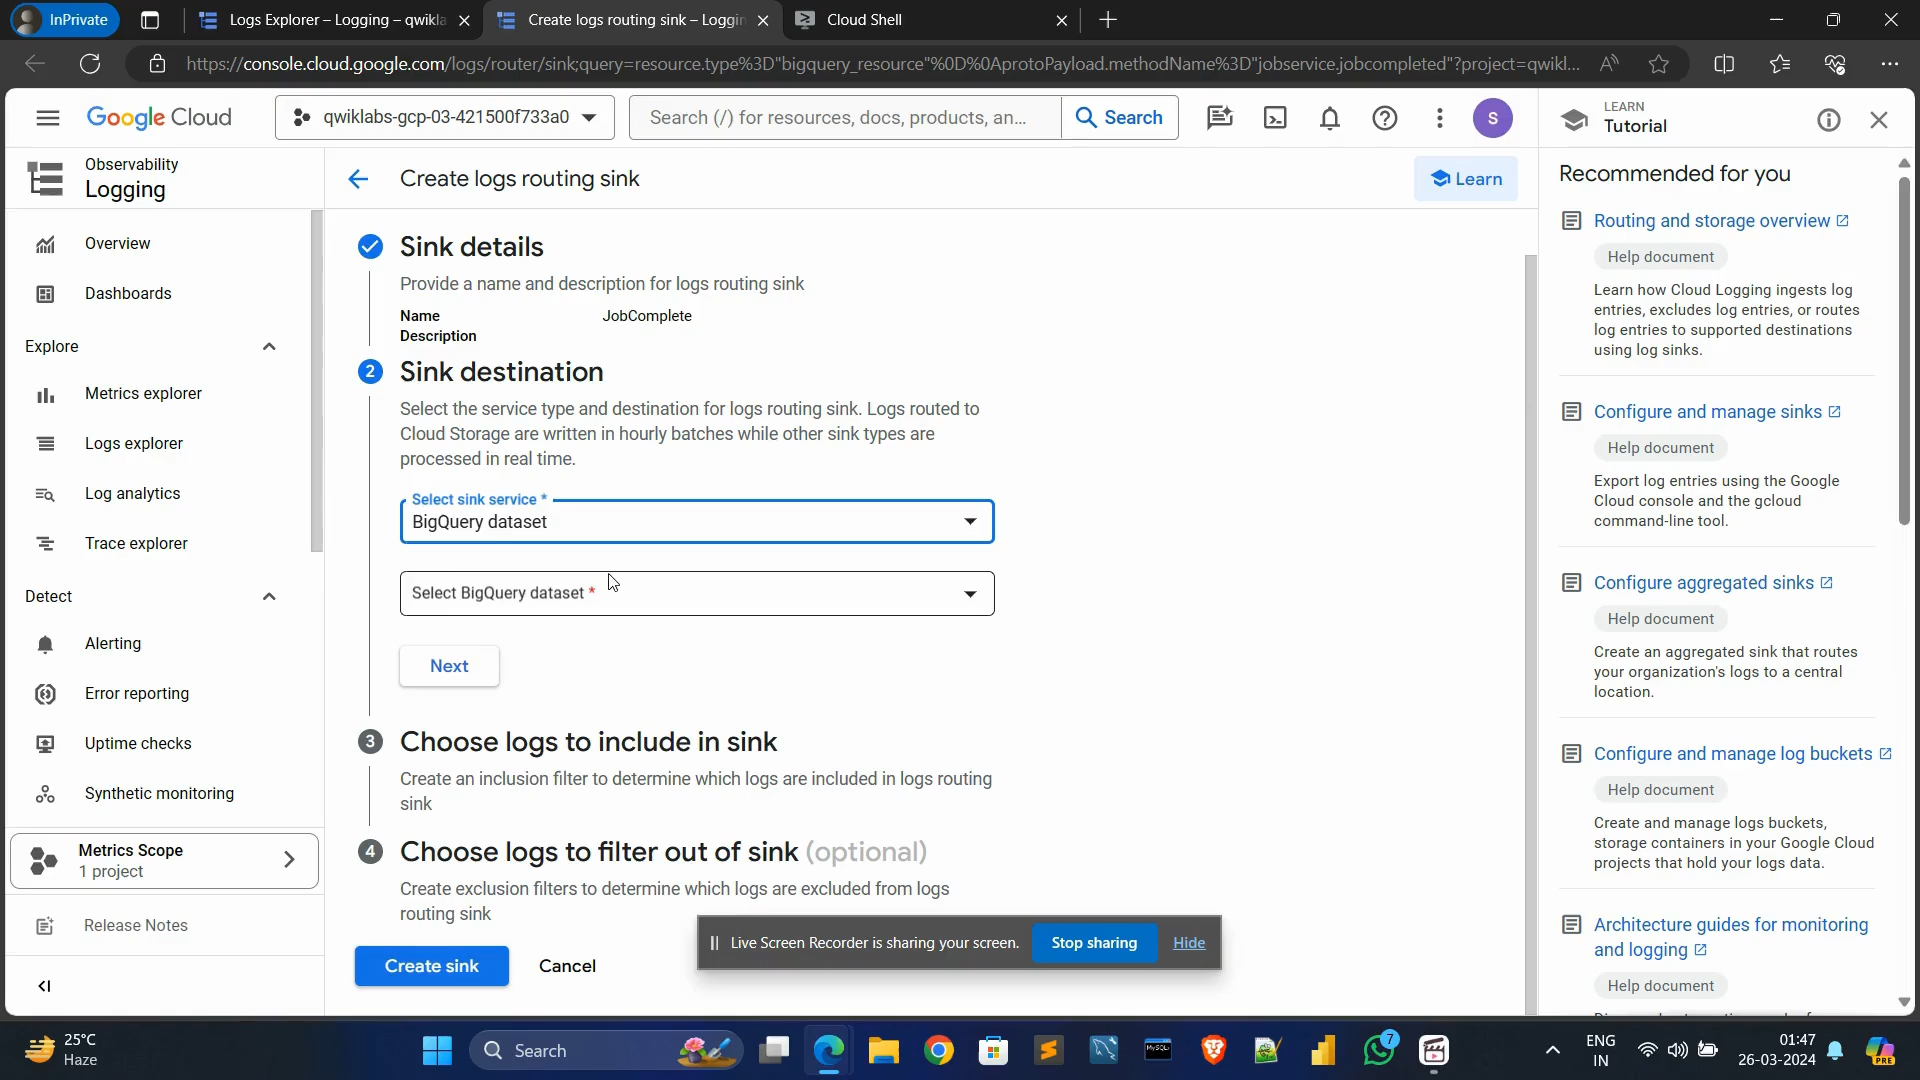 InPrivate
Logs Explorer – Logging – qwikla
Create logs routing sink – Loggin
Cloud Shell
https://console.cloud.google.com/logs/router/sink;query=resource.type%3D"bigquery_resource"%0D%0AprotoPayload.methodName%3D"jobservice.jobcompleted"?project=qwikl...
Google Cloud
qwiklabs-gcp-03-421500f733a0
Search (/) for resources, docs, products, an...
Search
S
LEARN
Tutorial
Observability
Logging
Overview
Dashboards
Explore
Metrics explorer
Logs explorer
Log analytics
Trace explorer
Detect
Alerting
Error reporting
Uptime checks
Synthetic monitoring
Metrics Scope
1 project
Release Notes
Create logs routing sink
Learn
Sink details
Provide a name and description for logs routing sink
Name JobComplete
Description
2 Sink destination
Select the service type and destination for logs routing sink. Logs routed to
Cloud Storage are written in hourly batches while other sink types are
processed in real time.
Select sink service *
BigQuery dataset
Select BigQuery dataset *
Next
3 Choose logs to include in sink
Create an inclusion filter to determine which logs are included in logs routing
sink
4 Choose logs to filter out of sink (optional)
Create exclusion filters to determine which logs are excluded from logs
routing sink
Create sink
Cancel
Live Screen Recorder is sharing your screen.
Stop sharing
Hide
Recommended for you
Routing and storage overview
Help document
Learn how Cloud Logging ingests log
entries, excludes log entries, or routes
log entries to supported destinations
using log sinks.
Configure and manage sinks
Help document
Export log entries using the Google
Cloud console and the gcloud
command-line tool.
Configure aggregated sinks
Help document
Create an aggregated sink that routes
your organization's logs to a central
location.
Configure and manage log buckets
Help document
Create and manage logs buckets,
storage containers in your Google Cloud
projects that hold your logs data.
Architecture guides for monitoring
and logging
Help document
25°C
Haze
Search
MySQL
7
ENG
IN
01:47
26-03-2024
PRE